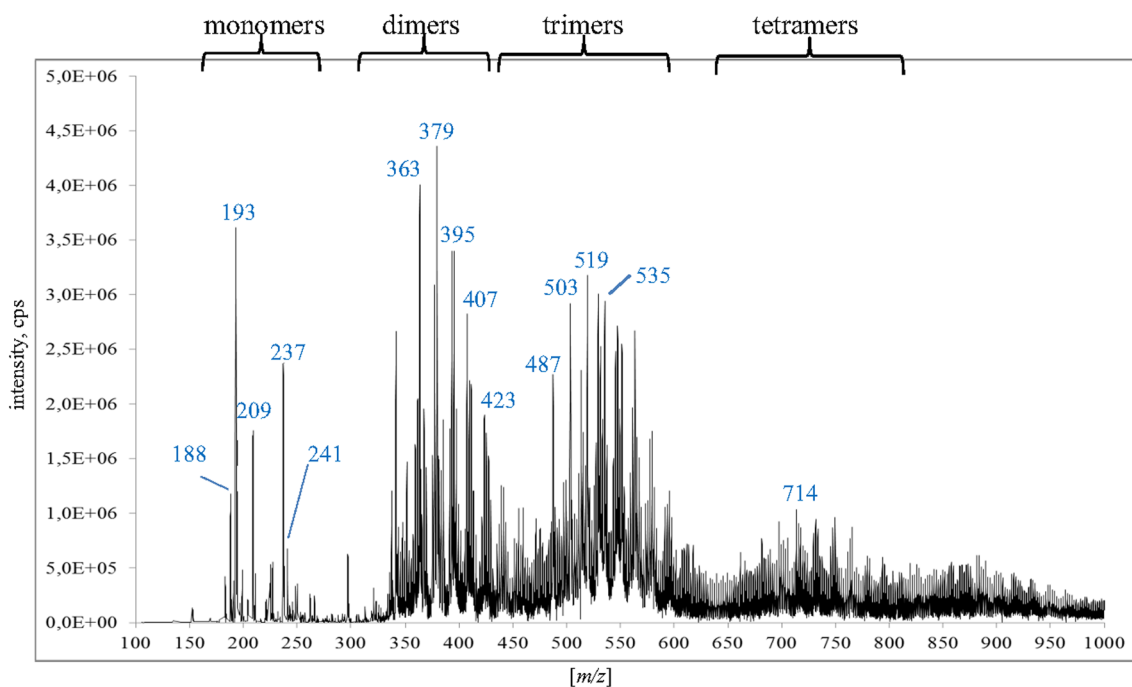 monomers dimers trimers tetramers
5,0E+06
4,5E+06
4,0E+06
3,5E+06
3,0E+06
2,5E+06
2,0E+06
1,5E+06
1,0E+06
5,0E+05
0,0E+00
intensity, cps
379
363
193
395
519
503
535
407
237
487
209
423
188
241
714
100 150 200 250 300 350 400 450 500 550 600 650 700 750 800 850 900 950 1000
[m/z]